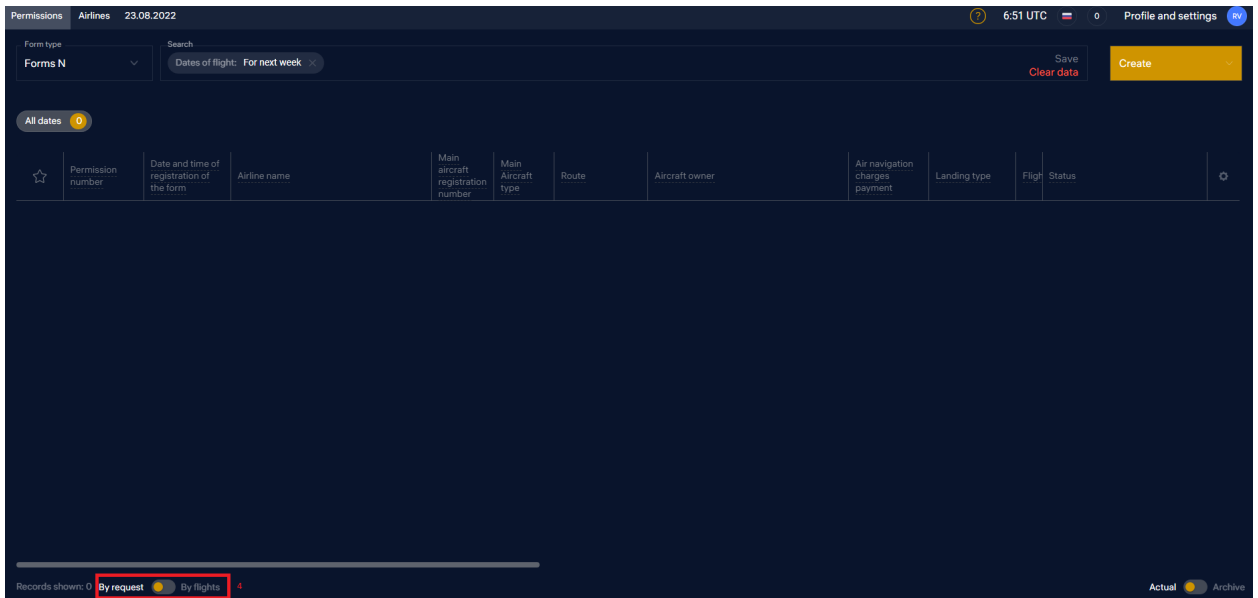 Permissions Airlines 23.08.2022 ? 6:51 UTC 0 Profile and settings RV
Form type
Forms N
Search
Dates of flight: For next week
Save
Clear data
Create
All dates 0
Permission
number
Date and time of
registration of
the form
Airline name
Main
aircraft
registration
number
Main
Aircraft
type
Route
Aircraft owner
Air navigation
charges
payment
Landing type
Fligh
Status
Records shown: 0 By request By flights 4
Actual Archive